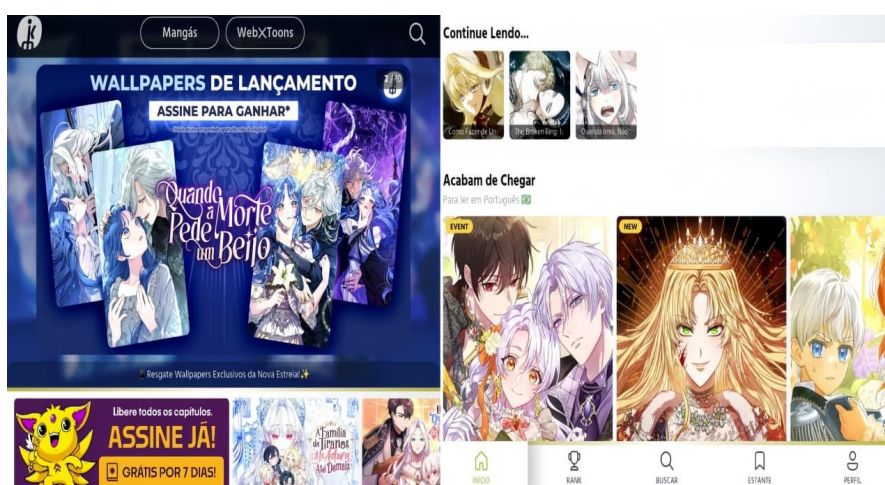 Mangás
WebXToons
WALLPAPERS DE LANÇAMENTO
ASSINE PARA GANHAR*
Quando
a Morte
Pede um Beijo
Resgate Wallpapers Exclusivos da Nova Estreia!
Libere todos os capítulos.
ASSINE JÁ!
GRÁTIS POR 7 DIAS!
A Família
de Tiranos
Me Adora
Até Demais
Continue Lendo...
Como Fazer de Um
The Broken Ring: U
Querida Irmã, Não
Acabam de Chegar
Para ler em Português
EVENT
NEW
INÍCIO
RANK
BUSCAR
ESTANTE
PERFIL